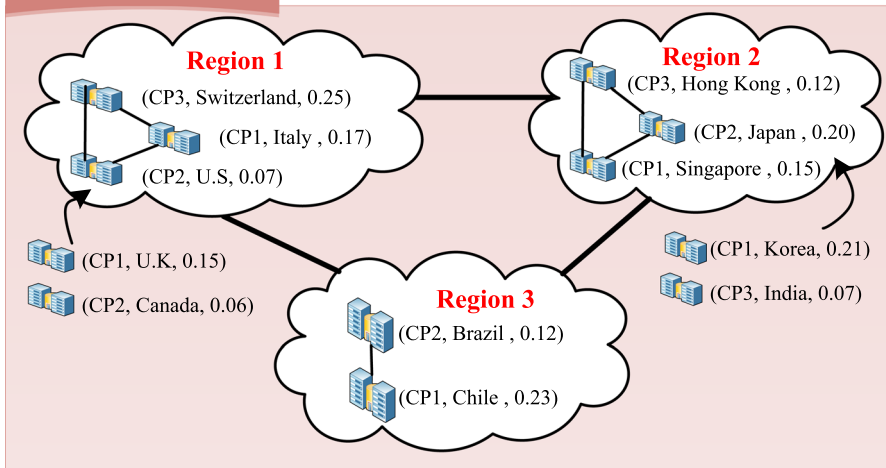 Region 1
(CP3, Switzerland, 0.25)
(CP1, Italy , 0.17)
(CP2, U.S, 0.07)
(CP1, U.K, 0.15)
(CP2, Canada, 0.06)
Region 2
(CP3, Hong Kong , 0.12)
(CP2, Japan , 0.20)
(CP1, Singapore , 0.15)
(CP1, Korea, 0.21)
(CP3, India, 0.07)
Region 3
(CP2, Brazil , 0.12)
(CP1, Chile , 0.23)